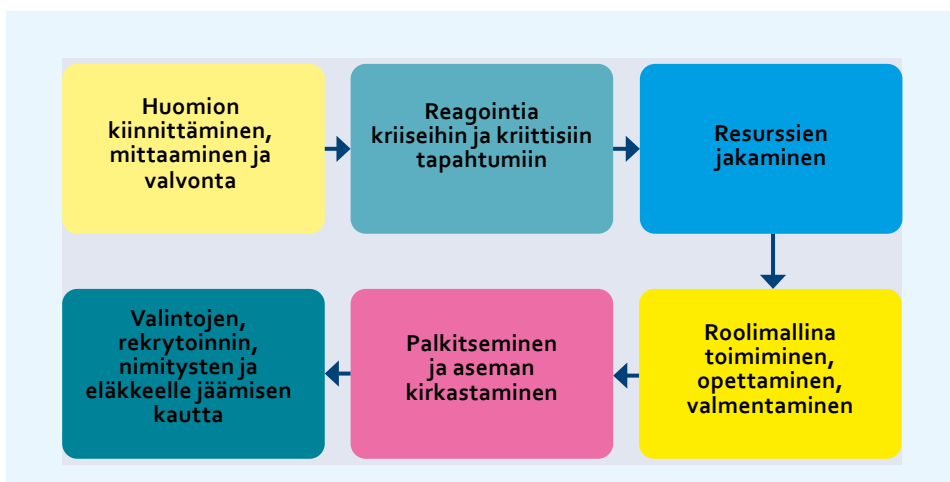 Huomion
kiinnittäminen,
mittaaminen ja
valvonta
Reagointia
kriiseihin ja kriittisiin
tapahtumiin
Resurssien
jakaminen
Roolimallina
toimiminen,
opettaminen,
valmentaminen
Palkitseminen
ja aseman
kirkastaminen
Valintojen,
rekrytoinnin,
nimitysten ja
eläkkeelle jäämisen
kautta